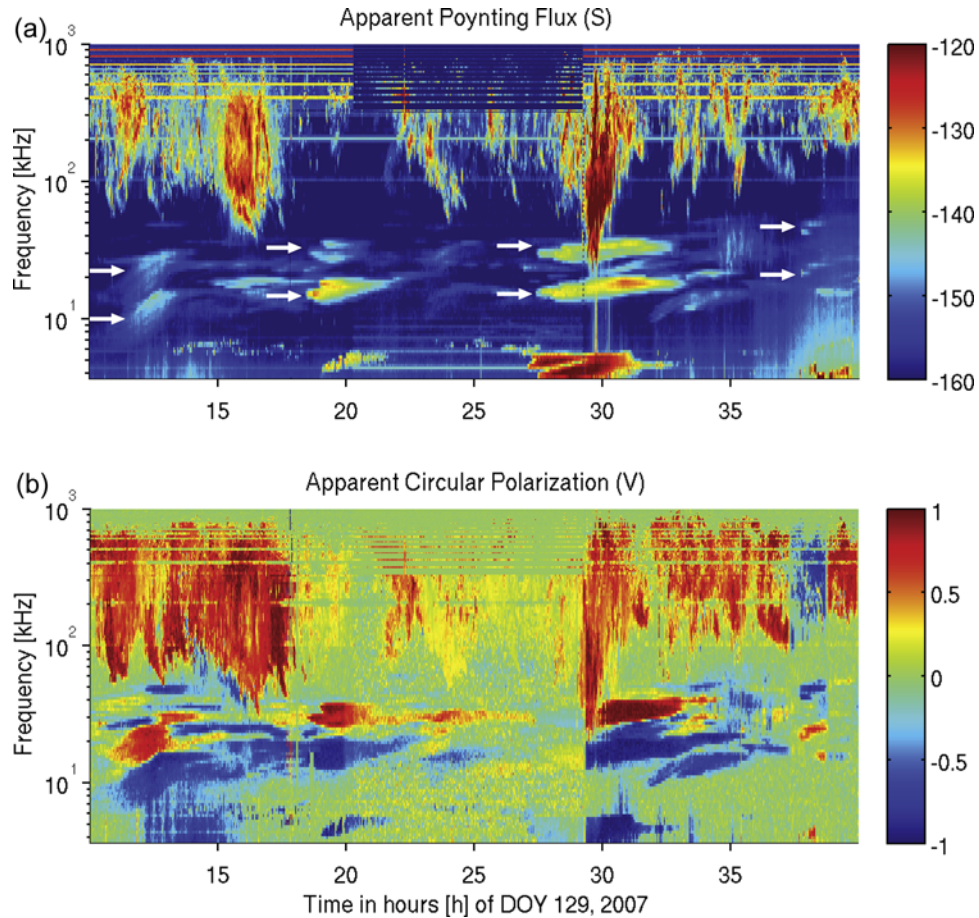 (a)
Apparent Poynting Flux (S)
Frequency [kHz]
10³
10²
10¹
15 20 25 30 35
-120
-130
-140
-150
-160
(b)
Apparent Circular Polarization (V)
Frequency [kHz]
10³
10²
10¹
15 20 25 30 35
1
0.5
0
-0.5
-1
Time in hours [h] of DOY 129, 2007